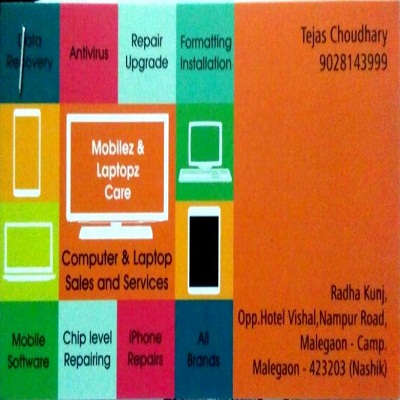 Data Recovery
Antivirus
Repair
Upgrade
Formatting
Installation
Tejas Choudhary
9028143999
Mobilez &
Laptopz
Care
Computer & Laptop
Sales and Services
Mobile
Software
Chip level
Repairing
iPhone
Repairs
All
Brands
Radha Kunj,
Opp.Hotel Vishal,Nampur Road,
Malegaon - Camp.
Malegaon - 423203 (Nashik)